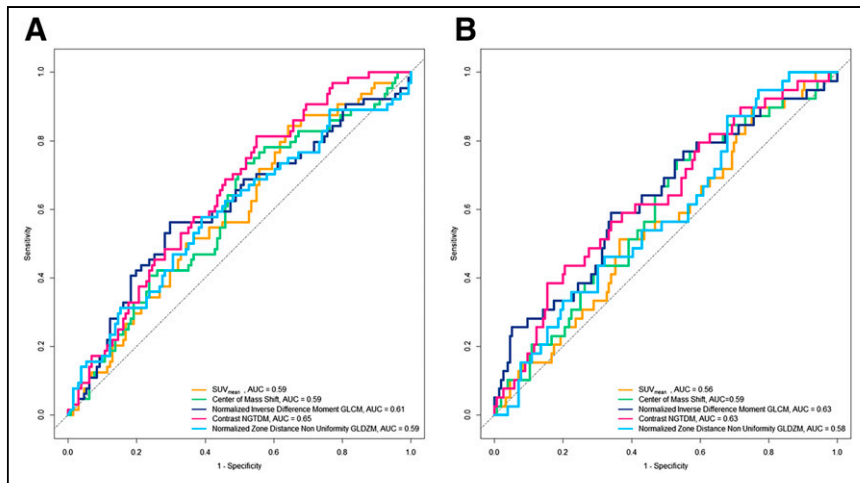 A
1.0
0.8
0.6
0.4
0.2
0.0
Sensitivity
SUVmean , AUC = 0.59
Center of Mass Shift, AUC = 0.59
Normalized Inverse Difference Moment GLCM, AUC = 0.61
Contrast NGTDM, AUC = 0.65
Normalized Zone Distance Non Uniformity GLDZM, AUC = 0.59
0.0 0.2 0.4 0.6 0.8 1.0
1 - Specificity
B
1.0
0.8
0.6
0.4
0.2
0.0
Sensitivity
SUVmean , = 0.56
Center of Mass Shift, AUC=0.59
Normalized Inverse Difference Moment GLCM, AUC = 0.63
Contrast NGTDM, AUC = 0.63
Normalized Zone Distance Non Uniformity GLDZM, AUC = 0.58
0.0 0.2 0.4 0.6 0.8 1.0
1 - Specificity